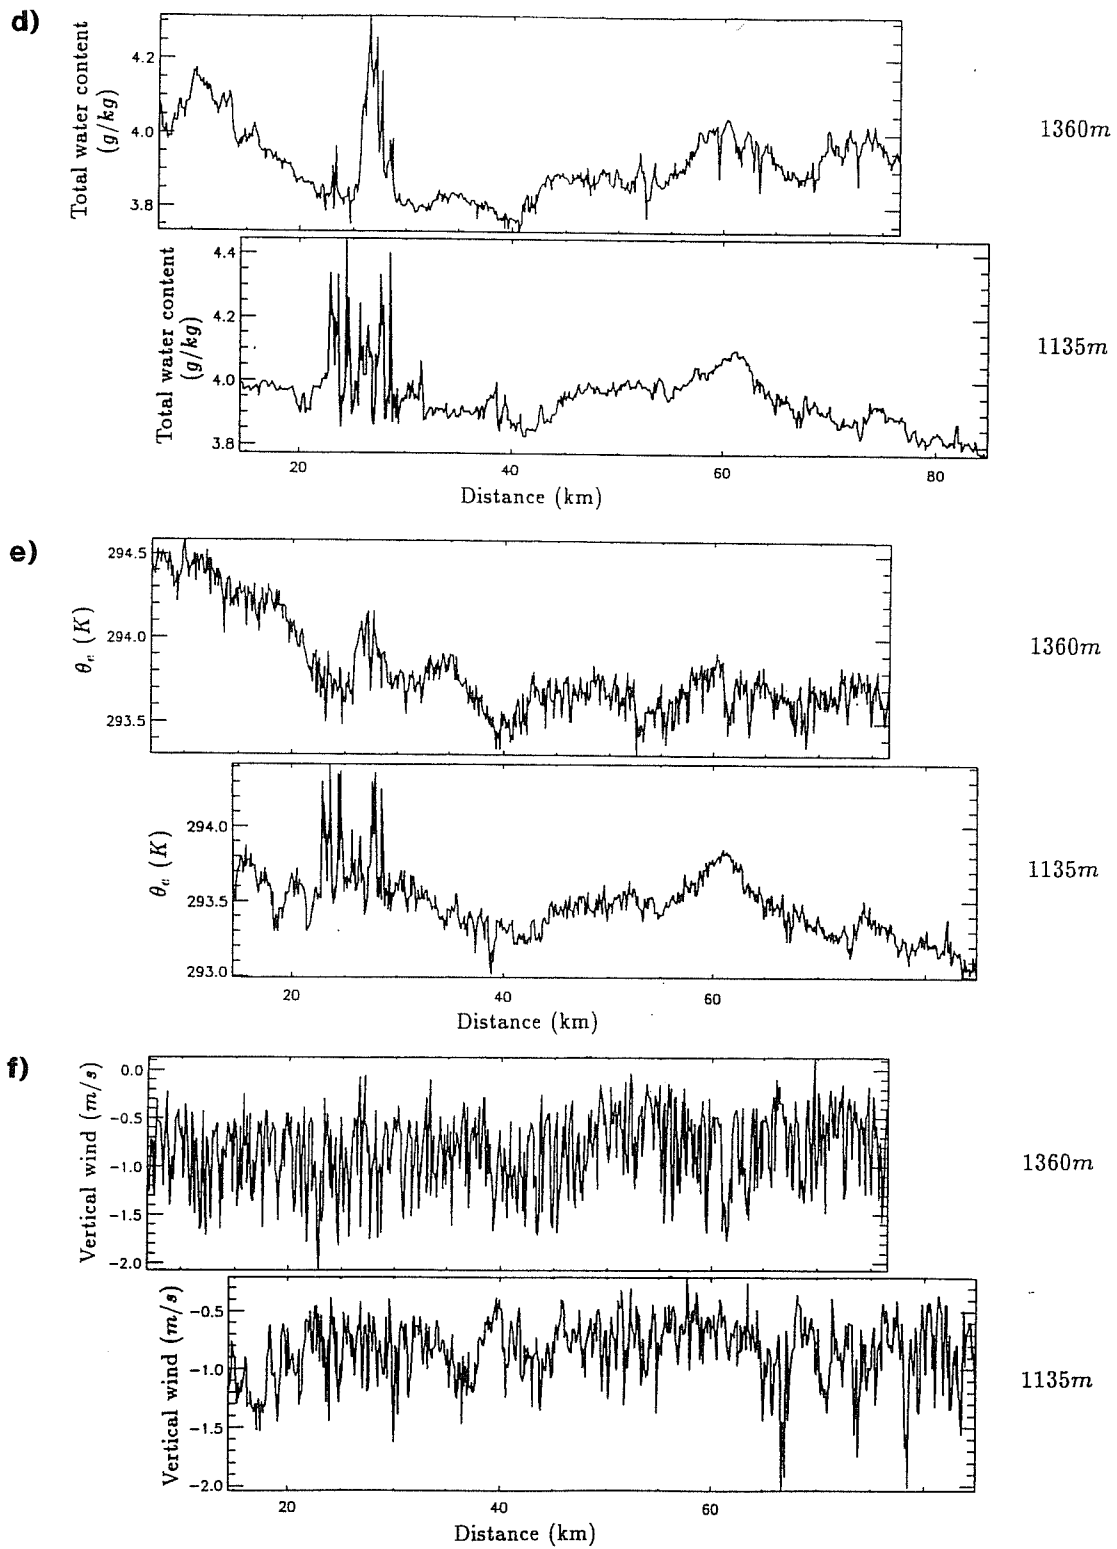 d)
Total water content
(g/kg)
4.2
4.0
3.8
1360m
Total water content
(g/kg)
4.4
4.2
4.0
3.8
1135m
20
40
60
80
Distance (km)
e)
θe (K)
294.5
294.0
293.5
1360m
θe (K)
294.0
293.5
293.0
1135m
20
40
60
Distance (km)
f)
Vertical wind (m/s)
0.0
−0.5
−1.0
−1.5
−2.0
1360m
Vertical wind (m/s)
−0.5
−1.0
−1.5
−2.0
1135m
20
40
60
Distance (km)